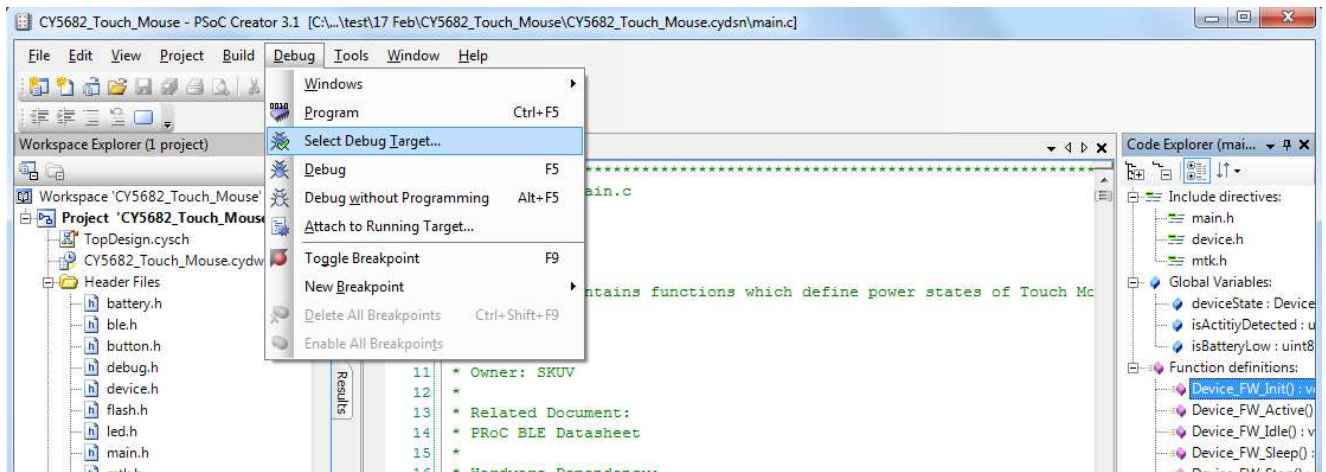 CY5682_Touch_Mouse - PSoC Creator 3.1 [C:\...\test\17 Feb\CY5682_Touch_Mouse\CY5682_Touch_Mouse.cydsn\main.c]
File Edit View Project Build Debug Tools Window Help
Windows
Program Ctrl+F5
Select Debug Target...
Debug F5
Debug without Programming Alt+F5
Attach to Running Target...
Toggle Breakpoint F9
New Breakpoint
Delete All Breakpoints Ctrl+Shift+F9
Enable All Breakpoints
Workspace Explorer (1 project)
Workspace 'CY5682_Touch_Mouse'
Project 'CY5682_Touch_Mouse
TopDesign.cysch
CY5682_Touch_Mouse.cydw
Header Files
battery.h
ble.h
button.h
debug.h
device.h
flash.h
led.h
main.h
Results
ain.c
ntains functions which define power states of Touch Mo
11 * Owner: SKUV
12 *
13 * Related Document:
14 * PRoC BLE Datasheet
15 *
Code Explorer (mai...
Include directives:
main.h
device.h
mtk.h
Global Variables:
deviceState : Device
isActitiyDetected : u
isBatteryLow : uint8
Function definitions:
Device_FW_Init() : v
Device_FW_Active()
Device_FW_Idle() : v
Device_FW_Sleep() :